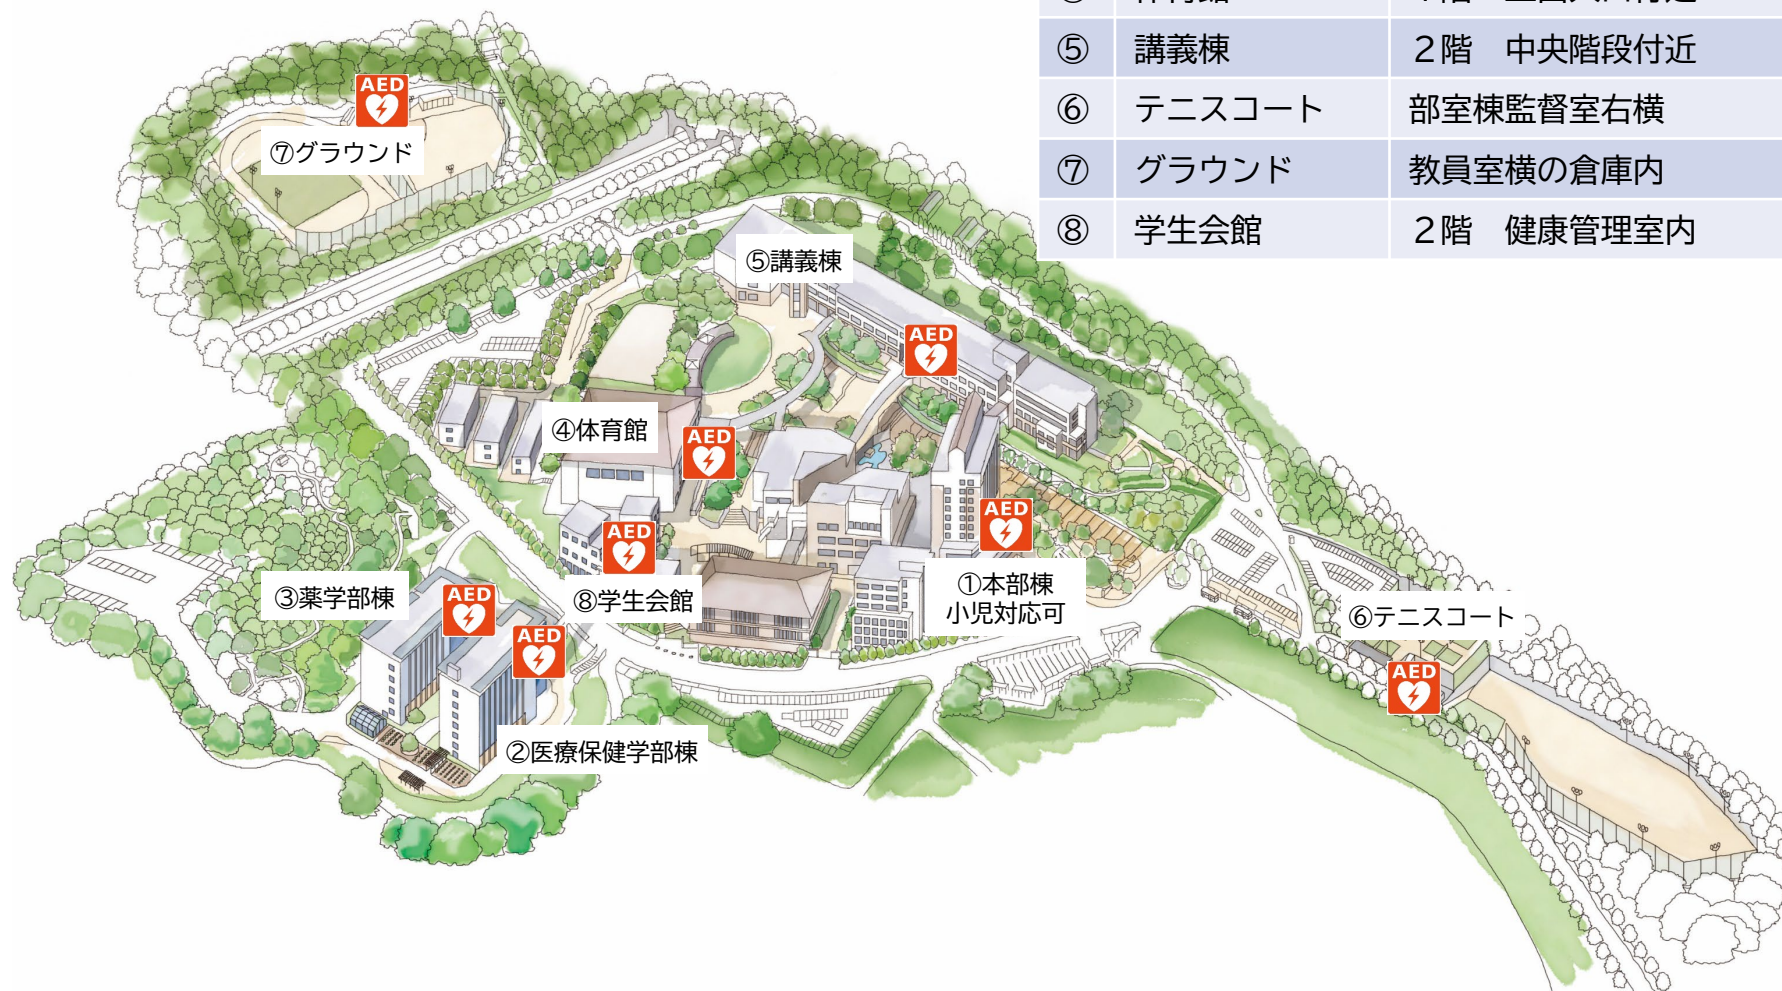 ⑤ 講義棟 2階 中央階段付近
⑥ テニスコート 部室棟監督室右横
⑦ グラウンド 教員室横の倉庫内
⑧ 学生会館 2階 健康管理室内
AED
⑦グラウンド
⑤講義棟
AED
④体育館
AED
AED
AED
①本部棟
小児対応可
③薬学部棟
AED
⑧学生会館
AED
②医療保健学部棟
⑥テニスコート
AED